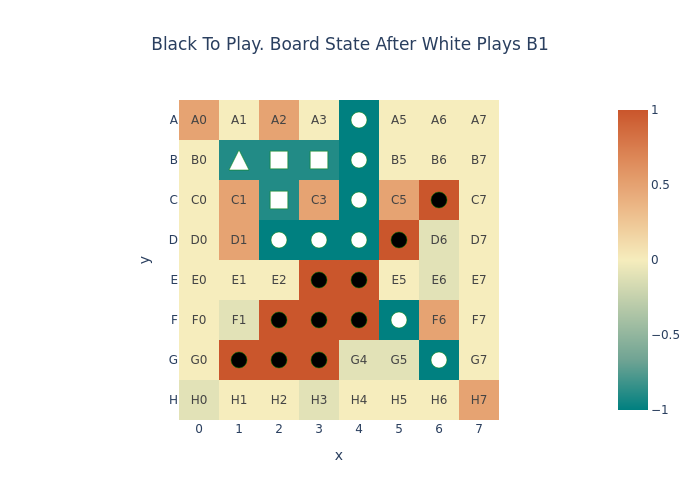 Black To Play. Board State After White Plays B1
A A0 A1 A2 A3 A5 A6 A7
B B0 B5 B6 B7
C C0 C1 C3 C5 C7
D D0 D1 D6 D7
E E0 E1 E2 E5 E6 E7
F F0 F1 F6 F7
G G0 G4 G5 G7
H H0 H1 H2 H3 H4 H5 H6 H7
0 1 2 3 4 5 6 7
x
y
1
0.5
0
−0.5
−1